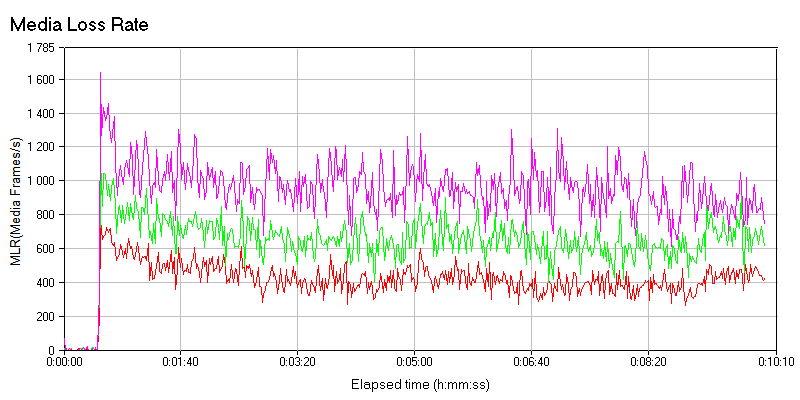 Media Loss Rate
1 785
1 600
1 400
1 200
1 000
800
600
400
200
0
MLR(Media Frames/s)
0:00:00 0:01:40 0:03:20 0:05:00 0:06:40 0:08:20 0:10:10
Elapsed time (h:mm:ss)